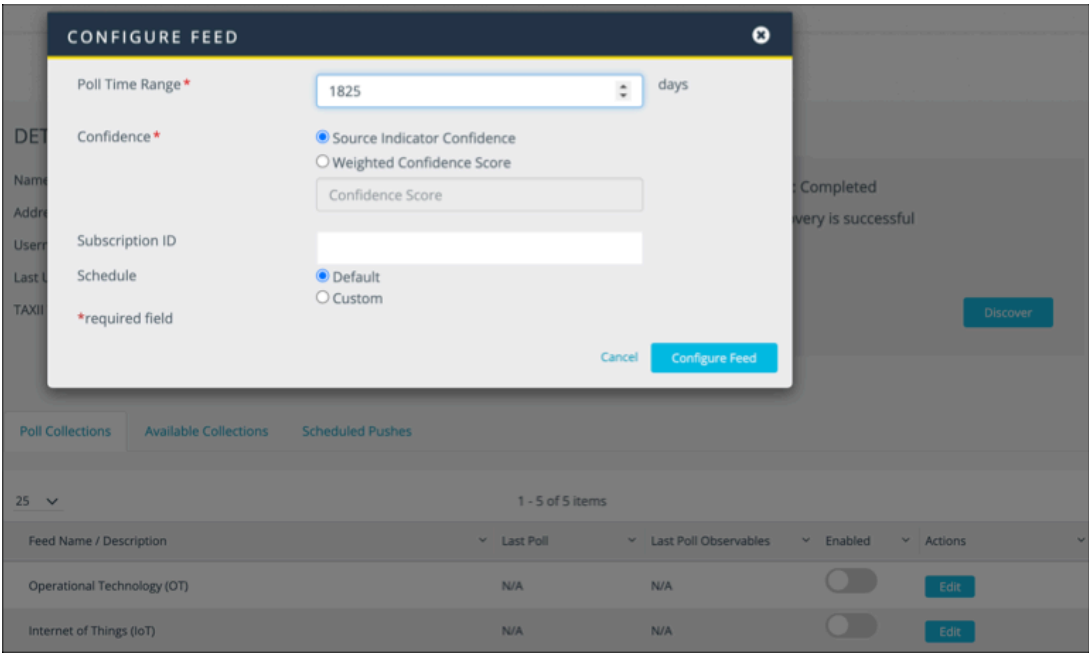 CONFIGURE FEED
Poll Time Range*
1825
days
Confidence*
Source Indicator Confidence
Weighted Confidence Score
Confidence Score
Subscription ID
Schedule
Default
Custom
*required field
Cancel
Configure Feed
DET
Name
Addre
Usern
Last U
TAXII
: Completed
overy is successful
Discover
Poll Collections
Available Collections
Scheduled Pushes
25
1 - 5 of 5 items
Feed Name / Description
Last Poll
Last Poll Observables
Enabled
Actions
Operational Technology (OT)
N/A
N/A
Edit
Internet of Things (IoT)
N/A
N/A
Edit